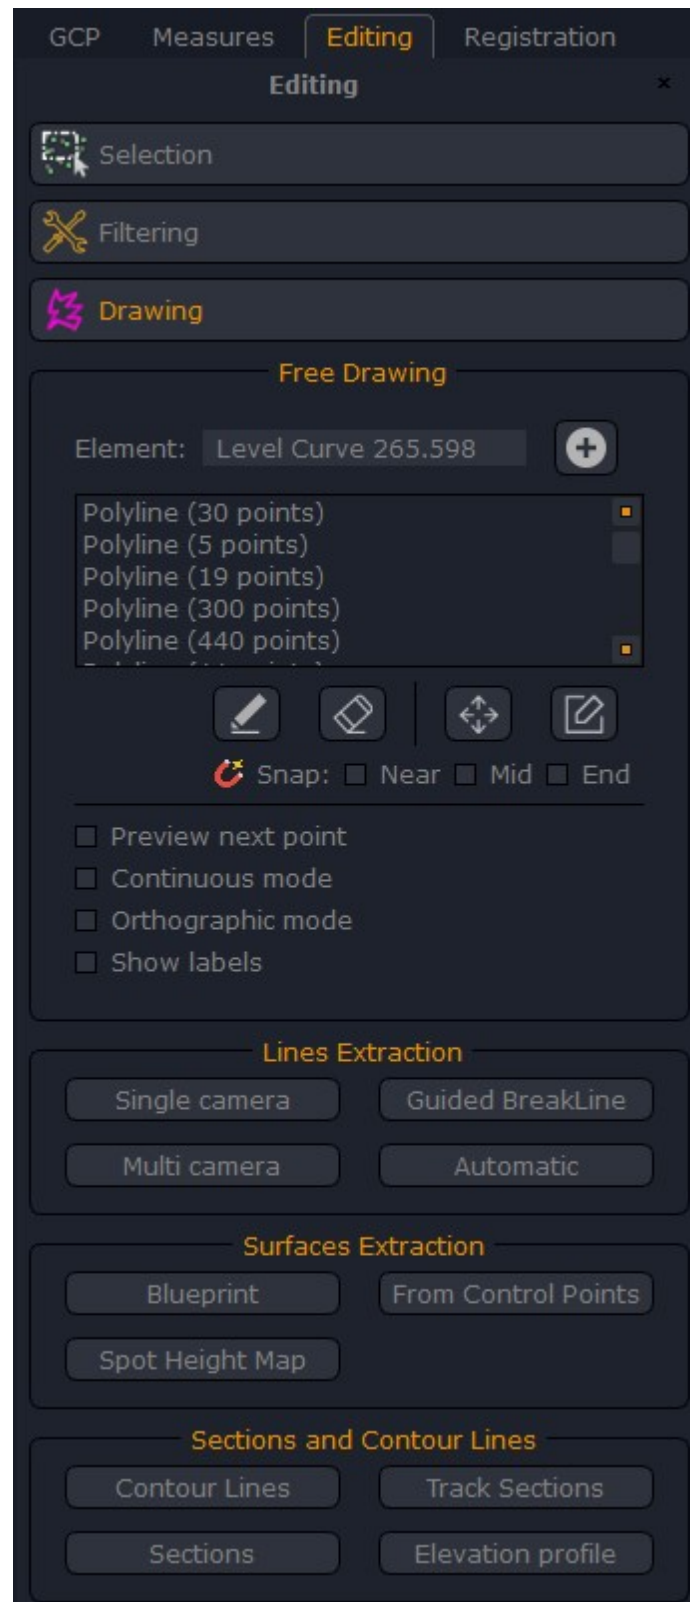 GCP Measures Editing Registration
Editing
Selection
Filtering
Drawing
Free Drawing
Element: Level Curve 265.598
Polyline (30 points)
Polyline (5 points)
Polyline (19 points)
Polyline (300 points)
Polyline (440 points)
Snap: Near Mid End
Preview next point
Continuous mode
Orthographic mode
Show labels
Lines Extraction
Single camera Guided BreakLine
Multi camera Automatic
Surfaces Extraction
Blueprint From Control Points
Spot Height Map
Sections and Contour Lines
Contour Lines Track Sections
Sections Elevation profile